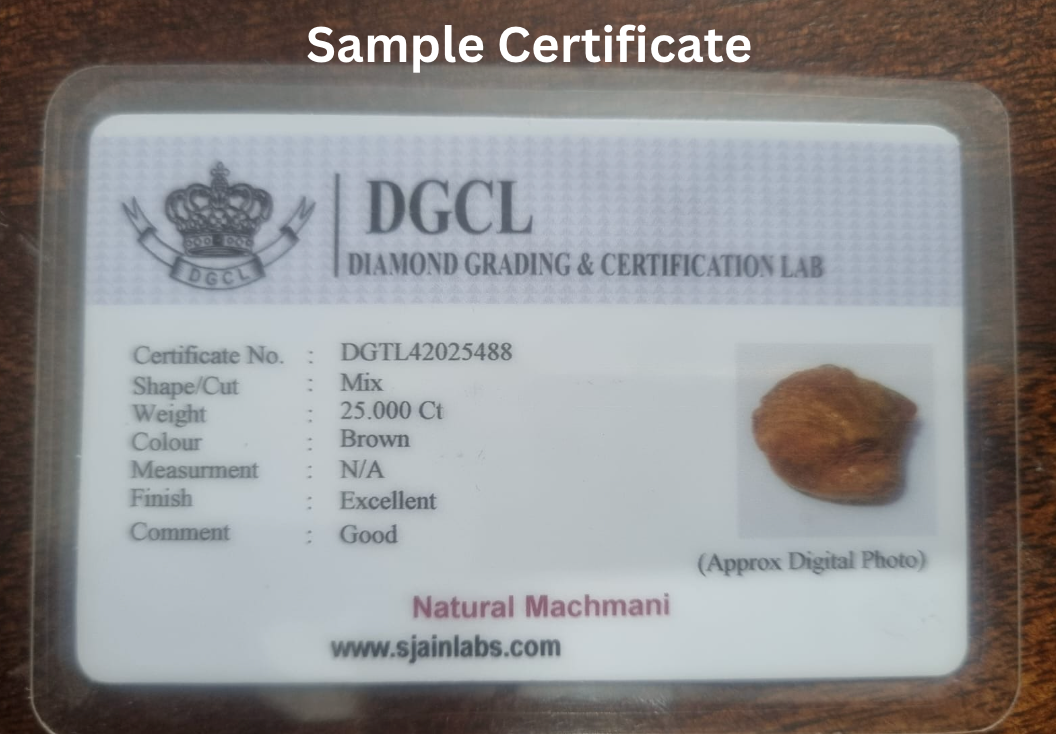 Sample Certificate
DGCL
DGCL
DIAMOND GRADING & CERTIFICATION LAB
Certificate No. : DGTL42025488
Shape/Cut : Mix
Weight : 25.000 Ct
Colour : Brown
Measurment : N/A
Finish : Excellent
Comment : Good
(Approx Digital Photo)
Natural Machmani
www.sjainlabs.com